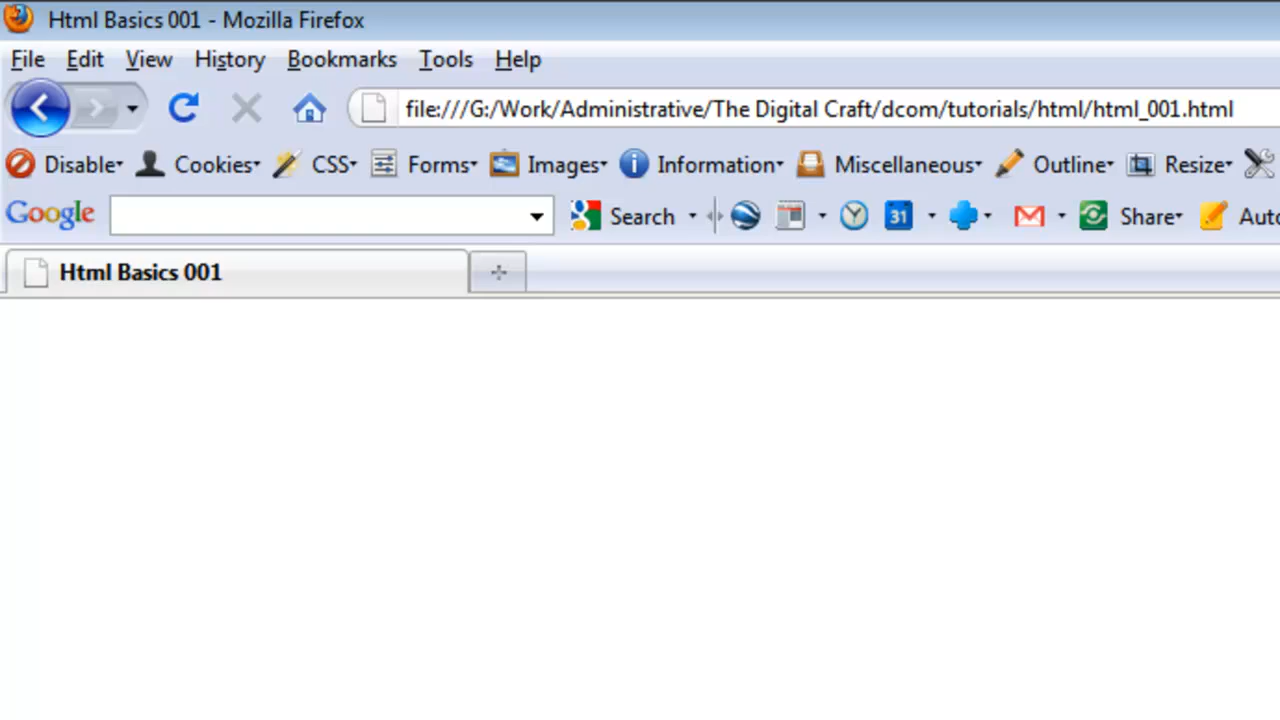 Html Basics 001 - Mozilla Firefox
File Edit View History Bookmarks Tools Help
file:///G:/Work/Administrative/The Digital Craft/dcom/tutorials/html/html_001.html
Disable Cookies CSS Forms Images Information Miscellaneous Outline Resize
Google Search 31 Share Auto
Html Basics 001